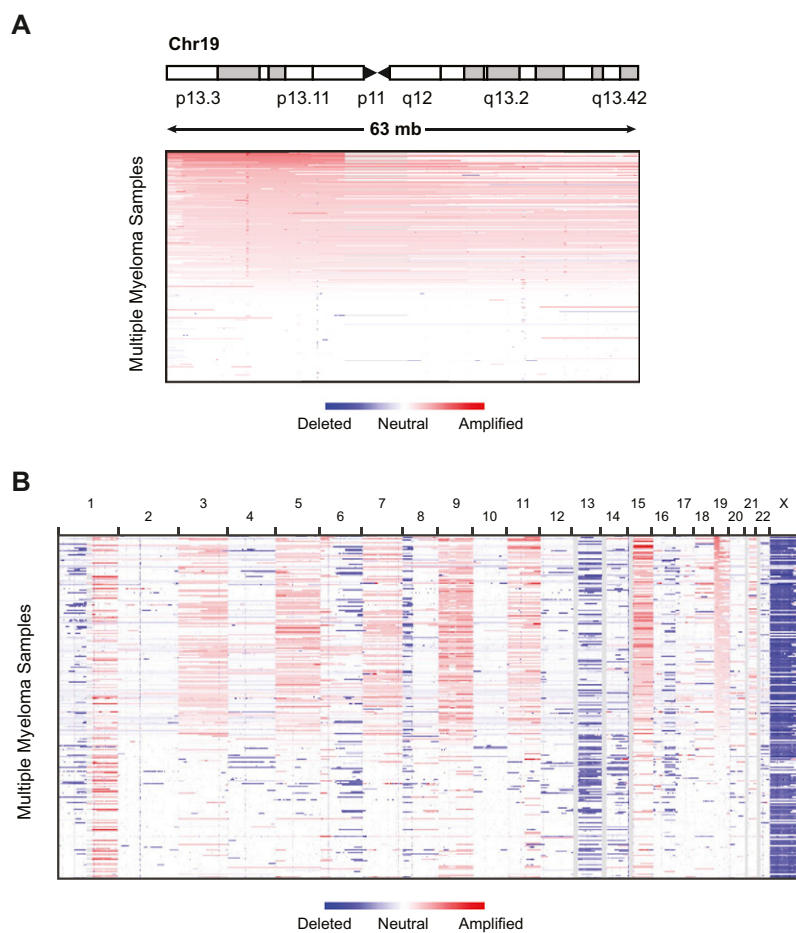 A
Chr19
p13.3 p13.11 p11 q12 q13.2 q13.42
63 mb
Multiple Myeloma Samples
Deleted Neutral Amplified
B
1 3 5 7 9 11 13 15 17 19 21 X
2 4 6 8 10 12 14 16 18 20 22
Multiple Myeloma Samples
Deleted Neutral Amplified